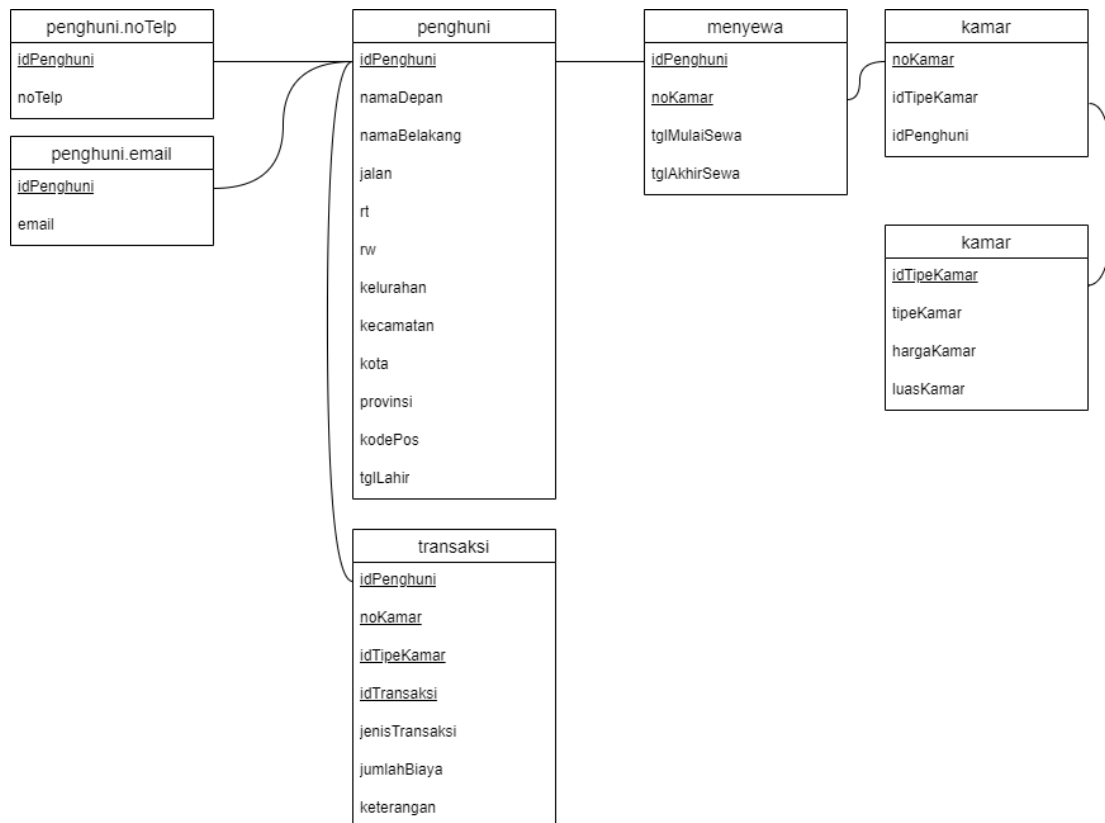 penghuni.noTelp
idPenghuni
noTelp
penghuni.email
idPenghuni
email
penghuni
idPenghuni
namaDepan
namaBelakang
jalan
rt
rw
kelurahan
kecamatan
kota
provinsi
kodePos
tglLahir
transaksi
idPenghuni
noKamar
idTipeKamar
idTransaksi
jenisTransaksi
jumlahBiaya
keterangan
menyewa
idPenghuni
noKamar
tglMulaiSewa
tglAkhirSewa
kamar
noKamar
idTipeKamar
idPenghuni
kamar
idTipeKamar
tipeKamar
hargaKamar
luasKamar